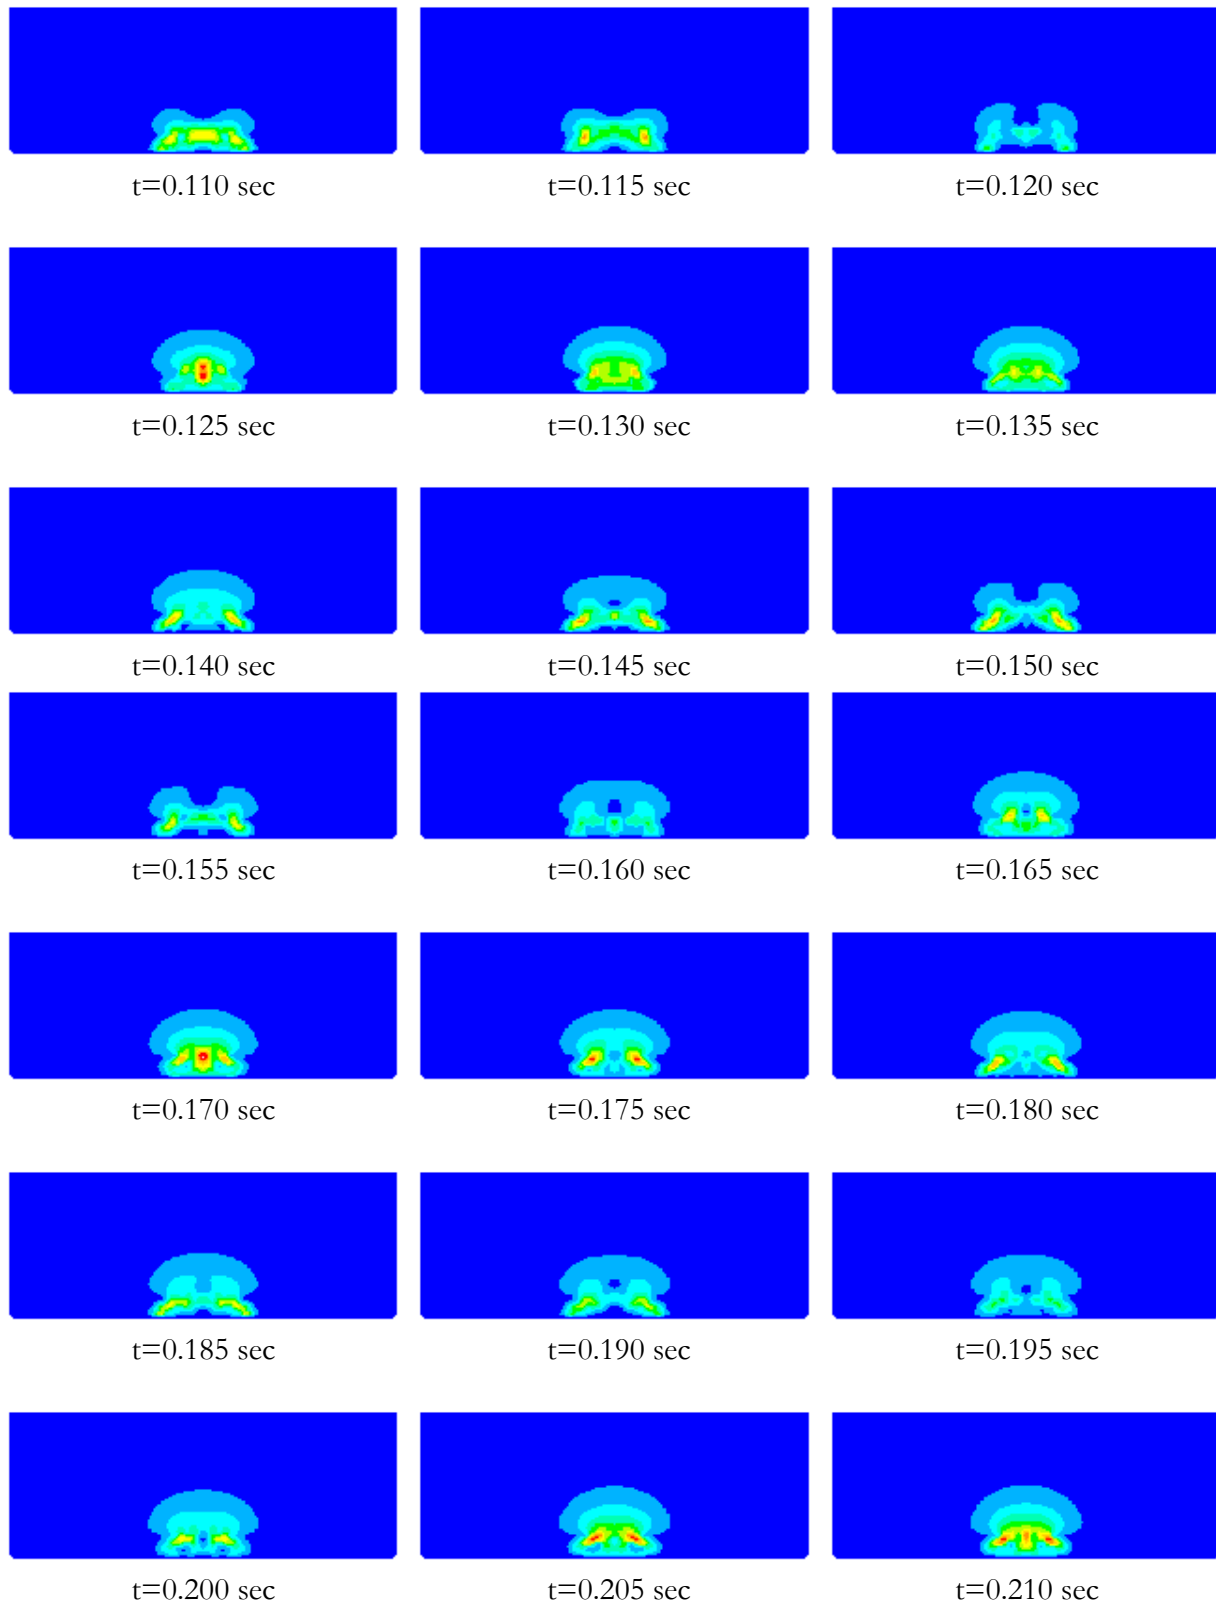 t=0.110 sec
t=0.115 sec
t=0.120 sec
t=0.125 sec
t=0.130 sec
t=0.135 sec
t=0.140 sec
t=0.145 sec
t=0.150 sec
t=0.155 sec
t=0.160 sec
t=0.165 sec
t=0.170 sec
t=0.175 sec
t=0.180 sec
t=0.185 sec
t=0.190 sec
t=0.195 sec
t=0.200 sec
t=0.205 sec
t=0.210 sec